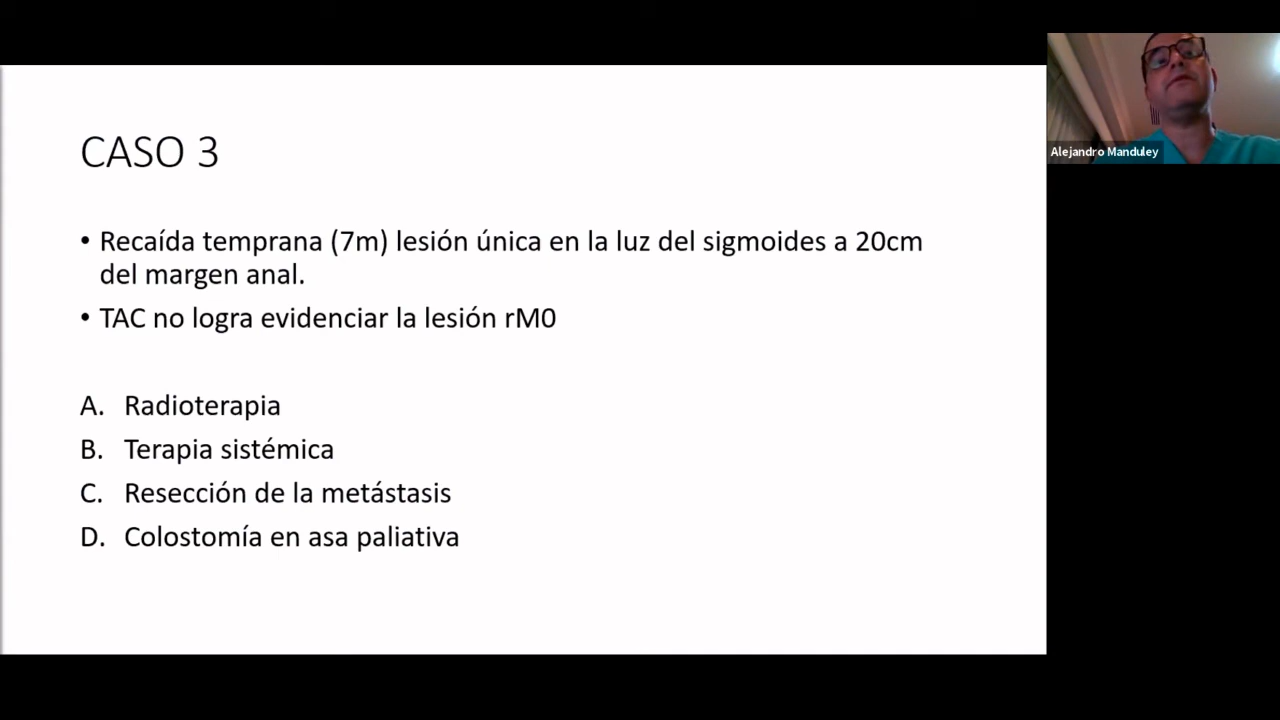 CASO 3
• Recaída temprana (7m) lesión única en la luz del sigmoides a 20cm
del margen anal.
• TAC no logra evidenciar la lesión rM0
A. Radioterapia
B. Terapia sistémica
C. Resección de la metástasis
D. Colostomía en asa paliativa
Alejandro Manduley